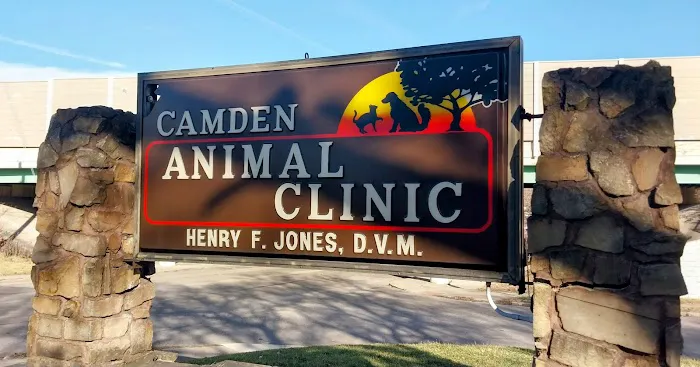 CAMDEN
ANIMAL
CLINIC
HENRY F. JONES, D.V.M.